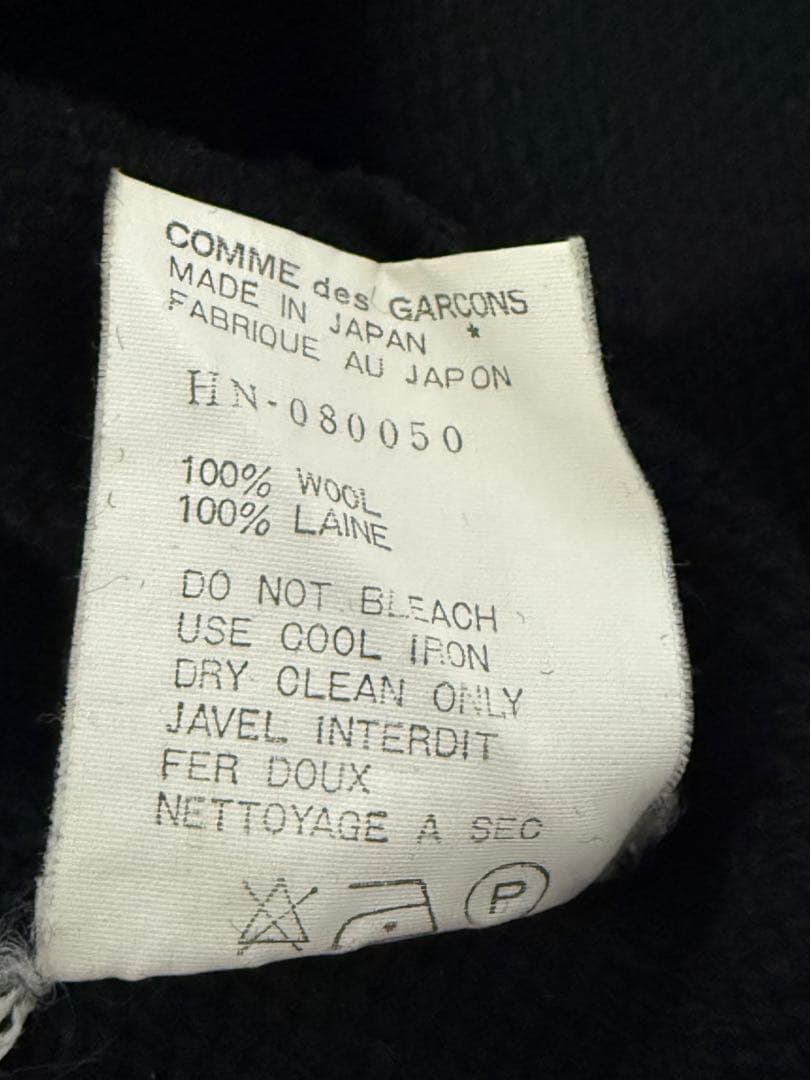 COMME des GARCONS
MADE IN JAPAN *
FABRIQUE AU JAPON
HN-080050
100% WOOL
100% LAINE
DO NOT BLEACH
USE COOL IRON
DRY CLEAN ONLY
JAVEL INTERDIT
FER DOUX
NETTOYAGE A SEC
P